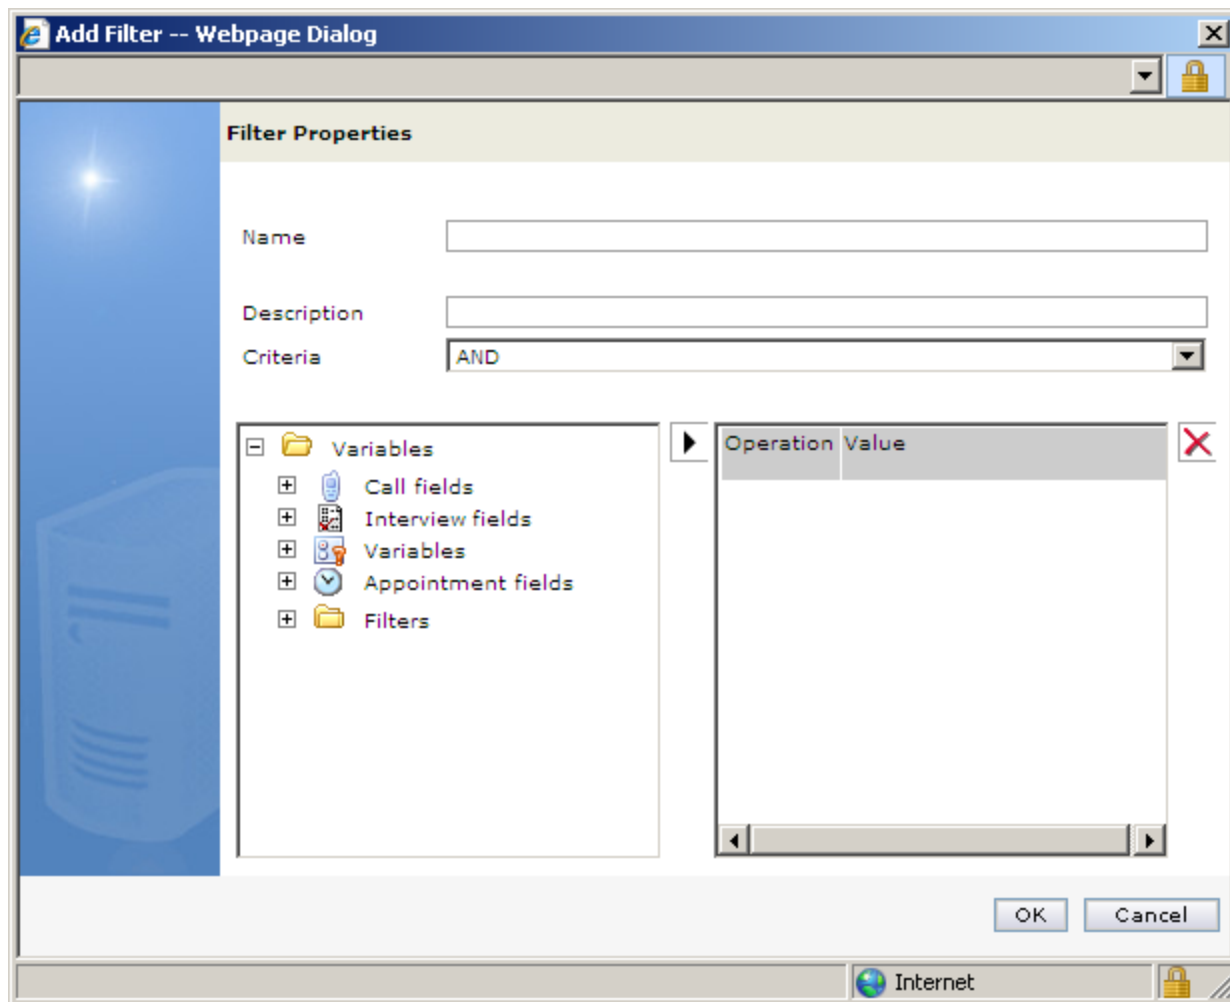 Add Filter -- Webpage Dialog
Filter Properties
Name
Description
Criteria AND
Variables
Call fields
Interview fields
Variables
Appointment fields
Filters
Operation Value
OK Cancel
Internet